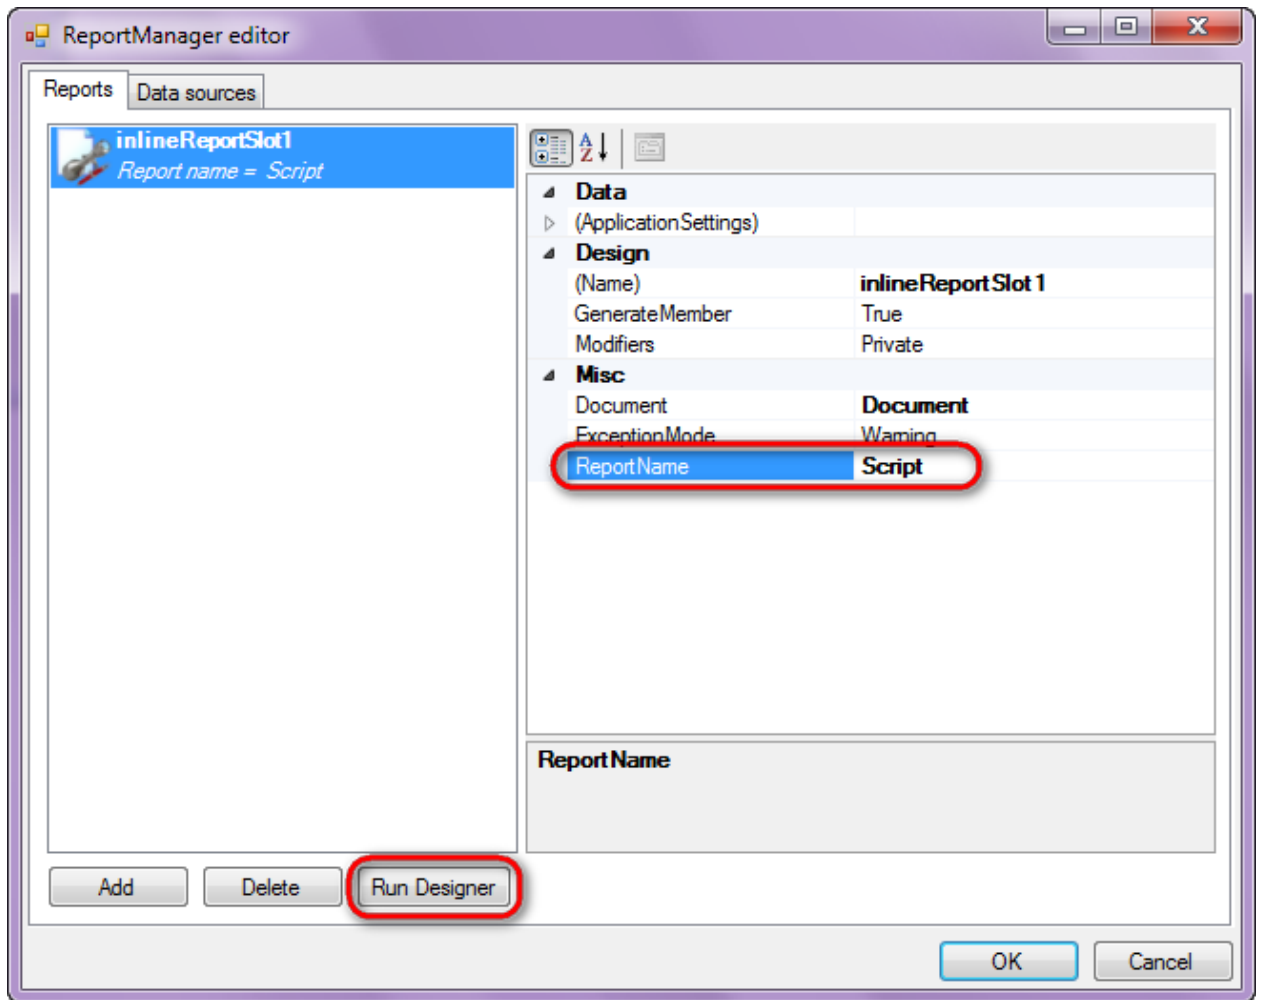 ReportManager editor
Reports
Data sources
inlineReportSlot1
Report name = Script
Data
(ApplicationSettings)
Design
(Name) inlineReportSlot1
GenerateMember True
Modifiers Private
Misc
Document Document
ExceptionMode Warning
ReportName Script
ReportName
Add
Delete
Run Designer
OK
Cancel